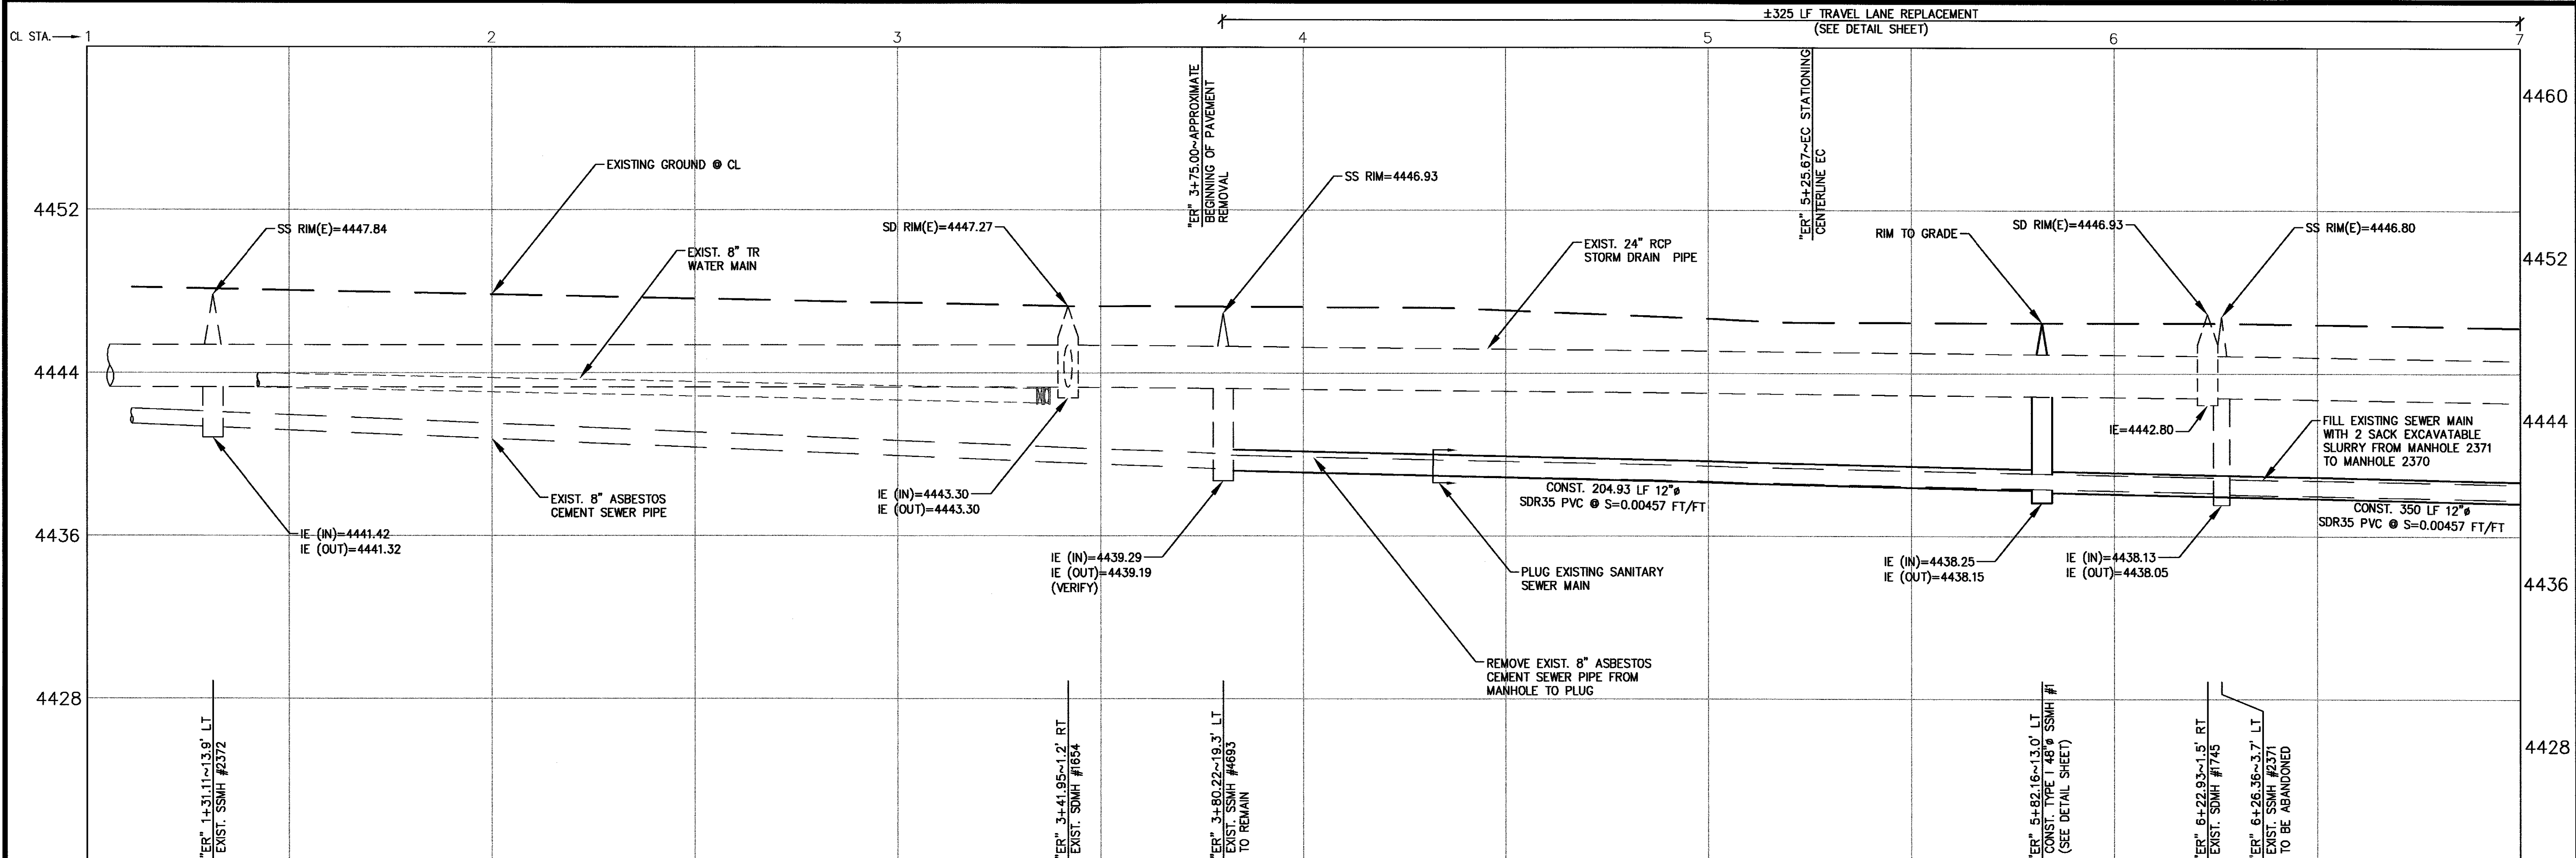 ±325 LF TRAVEL LANE REPLACEMENT
(SEE DETAIL SHEET)
CL STA.
1
2
3
4
5
6
7
"ER" 3+75.00~APPROXIMATE
BEGINNING OF PAVEMENT
REMOVAL
"ER" 5+25.67~EC STATIONING
CENTERLINE EC
4460
EXISTING GROUND @ CL
SS RIM=4446.93
4452
SS RIM(E)=4447.84
SD RIM(E)=4447.27
EXIST. 8" TR
WATER MAIN
EXIST. 24" RCP
STORM DRAIN PIPE
RIM TO GRADE
SD RIM(E)=4446.93
SS RIM(E)=4446.80
4452
4444
4444
IE=4442.80
FILL EXISTING SEWER MAIN
WITH 2 SACK EXCAVATABLE
SLURRY FROM MANHOLE 2371
TO MANHOLE 2370
EXIST. 8" ASBESTOS
CEMENT SEWER PIPE
IE (IN)=4443.30
IE (OUT)=4443.30
CONST. 204.93 LF 12"ø
SDR35 PVC @ S=0.00457 FT/FT
CONST. 350 LF 12"ø
SDR35 PVC @ S=0.00457 FT/FT
4436
IE (IN)=4441.42
IE (OUT)=4441.32
IE (IN)=4439.29
IE (OUT)=4439.19
(VERIFY)
PLUG EXISTING SANITARY
SEWER MAIN
IE (IN)=4438.25
IE (OUT)=4438.15
IE (IN)=4438.13
IE (OUT)=4438.05
4436
REMOVE EXIST. 8" ASBESTOS
CEMENT SEWER PIPE FROM
MANHOLE TO PLUG
4428
4428
"ER" 1+31.11~13.9' LT
EXIST. SSMH #2372
"ER" 3+41.95~1.2' RT
EXIST. SDMH #1654
"ER" 3+80.22~19.3' LT
EXIST. SSMH #4693
TO REMAIN
"ER" 5+82.16~13.0' LT
CONST. TYPE I 48"ø SSMH #1
(SEE DETAIL SHEET)
"ER" 6+22.93~1.5' RT
EXIST. SDMH #1745
"ER" 6+26.36~3.7' LT
EXIST. SSMH #2371
TO BE ABANDONED